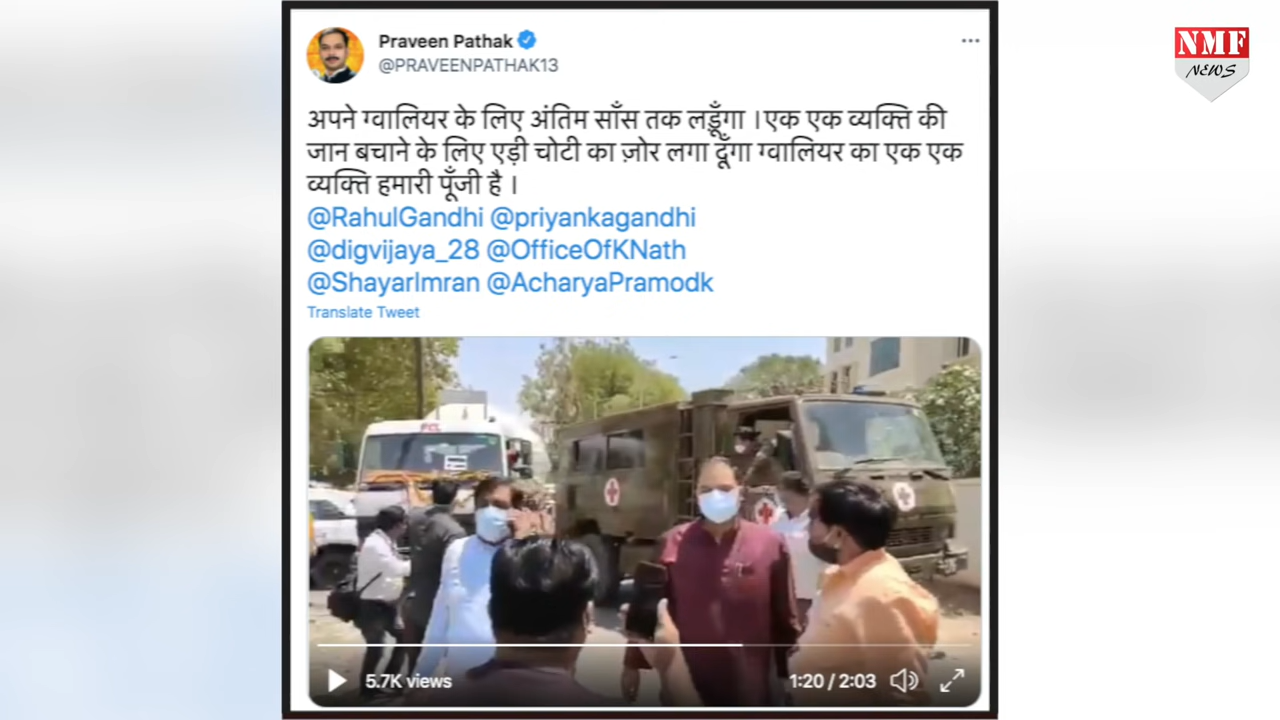 Praveen Pathak
@PRAVEENPATHAK13
NMF
NEWS
अपने ग्वालियर के लिए अंतिम साँस तक लड़ूँगा ।एक एक व्यक्ति की
जान बचाने के लिए एड़ी चोटी का ज़ोर लगा दूँगा ग्वालियर का एक एक
व्यक्ति हमारी पूँजी है ।
@RahulGandhi @priyankagandhi
@digvijaya_28 @OfficeOfKNath
@ShayarImran @AcharyaPramodk
Translate Tweet
FCL
5.7K views
1:20 / 2:03